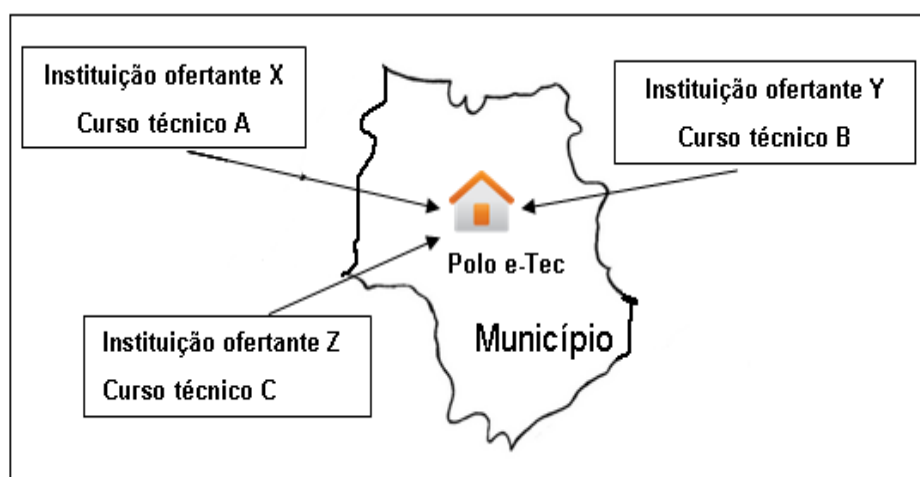 Instituição ofertante X
Curso técnico A
Instituição ofertante Y
Curso técnico B
Polo e-Tec
Município
Instituição ofertante Z
Curso técnico C